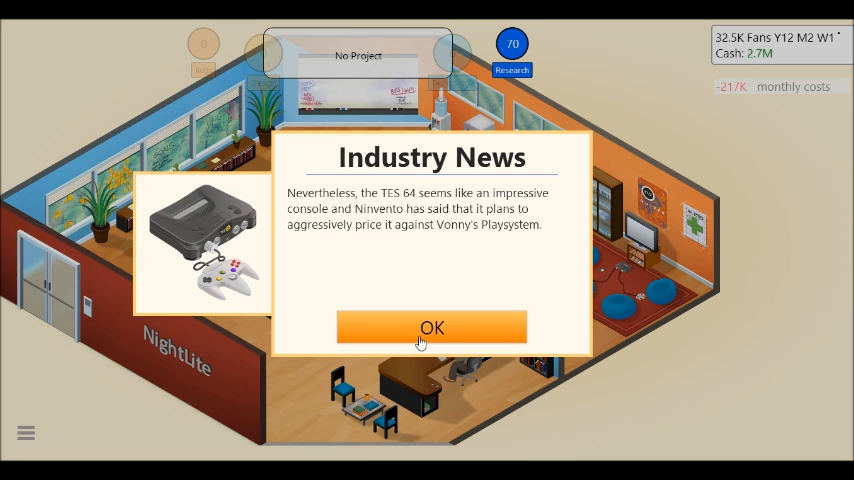 0
No Project
70
Research
32.5K Fans Y12 M2 W1
Cash: 2.7M
-217K monthly costs
Industry News
Nevertheless, the TES 64 seems like an impressive
console and Ninvento has said that it plans to
aggressively price it against Vonny's Playsystem.
OK
NightLite